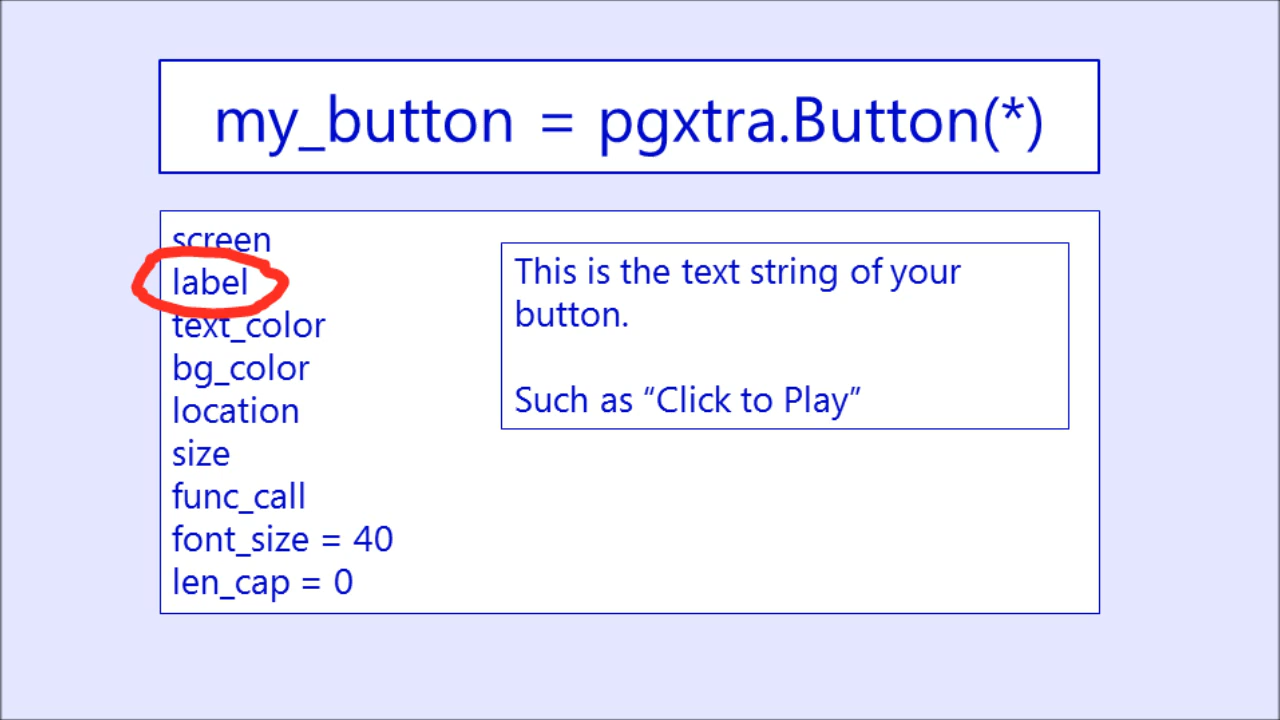 my_button = pgxtra.Button(*)
screen
label
text_color
bg_color
location
size
func_call
font_size = 40
len_cap = 0
This is the text string of your
button.
Such as “Click to Play”